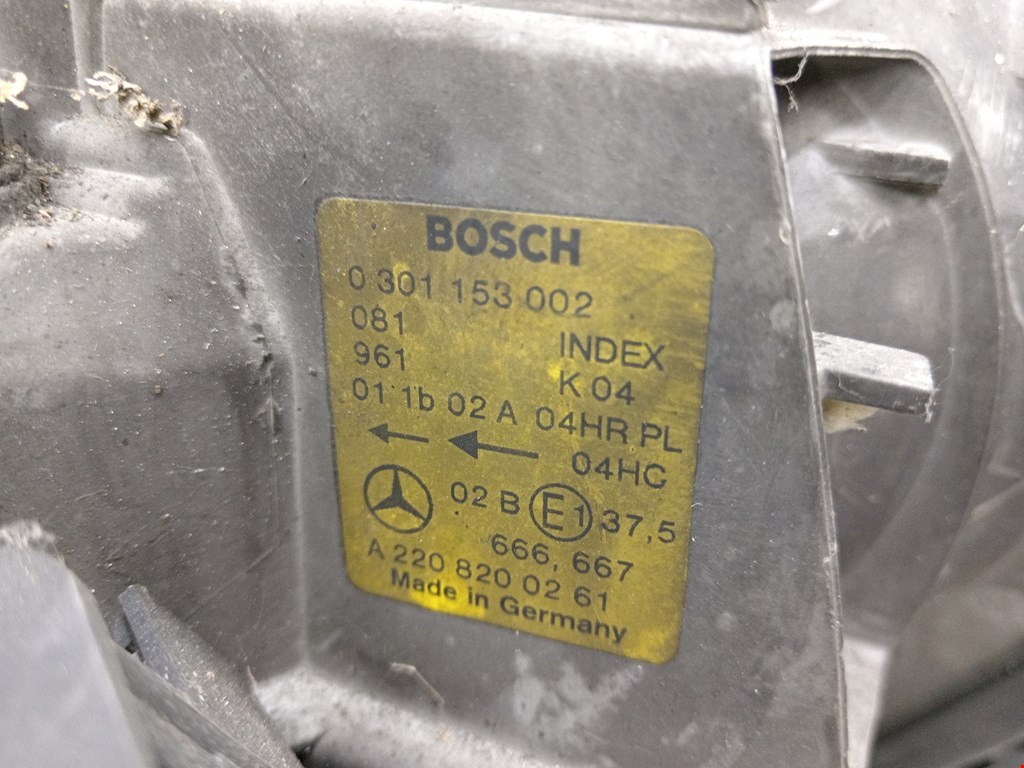 BOSCH
0 301 153 002
081
961
INDEX
K 04
01 1b 02 A 04HR PL
04HC
02 B E1 37,5
666, 667
A 220 820 02 61
Made in Germany